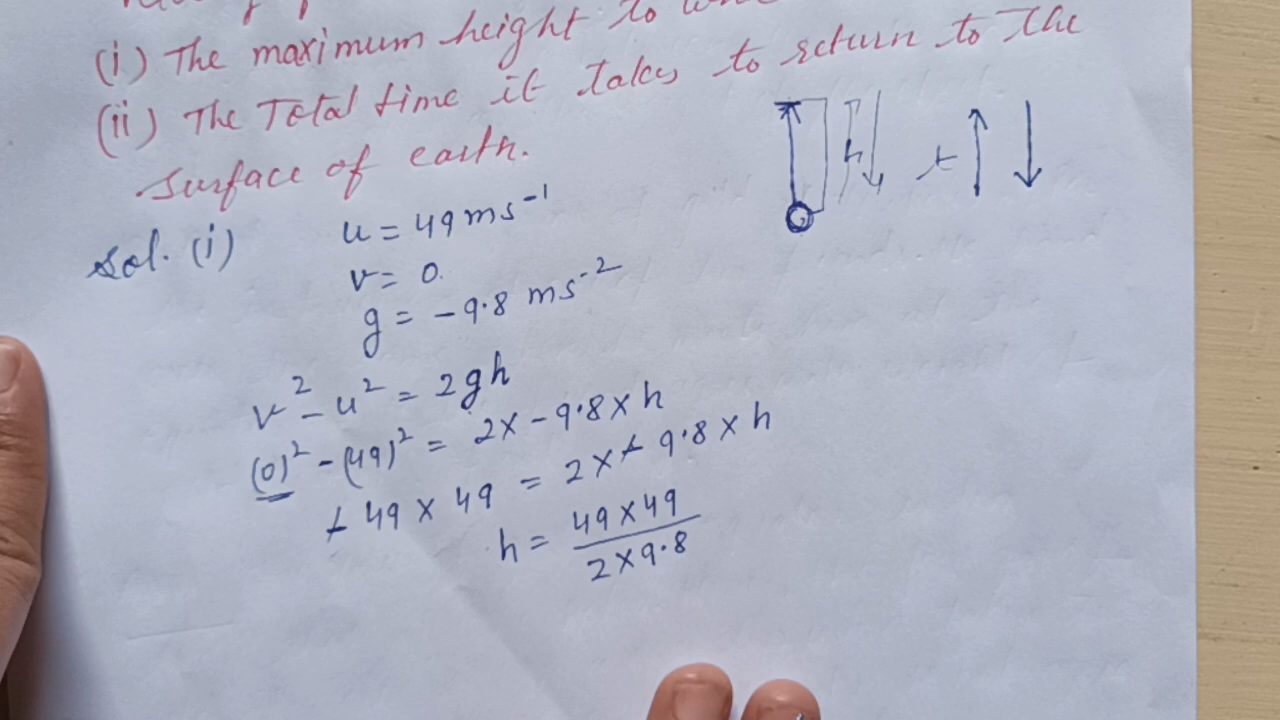 (i) The maximum height to
(ii) The Total time it takes to return to the
surface of earth.
h t
Sol. (i) u = 49 ms⁻¹
v = 0.
g = -9.8 ms⁻²
v² - u² = 2gh
(0)² - (49)² = 2x - 9.8 x h
- 49 x 49 = 2 x - 9.8 x h
h = 49 x 49
2 x 9.8